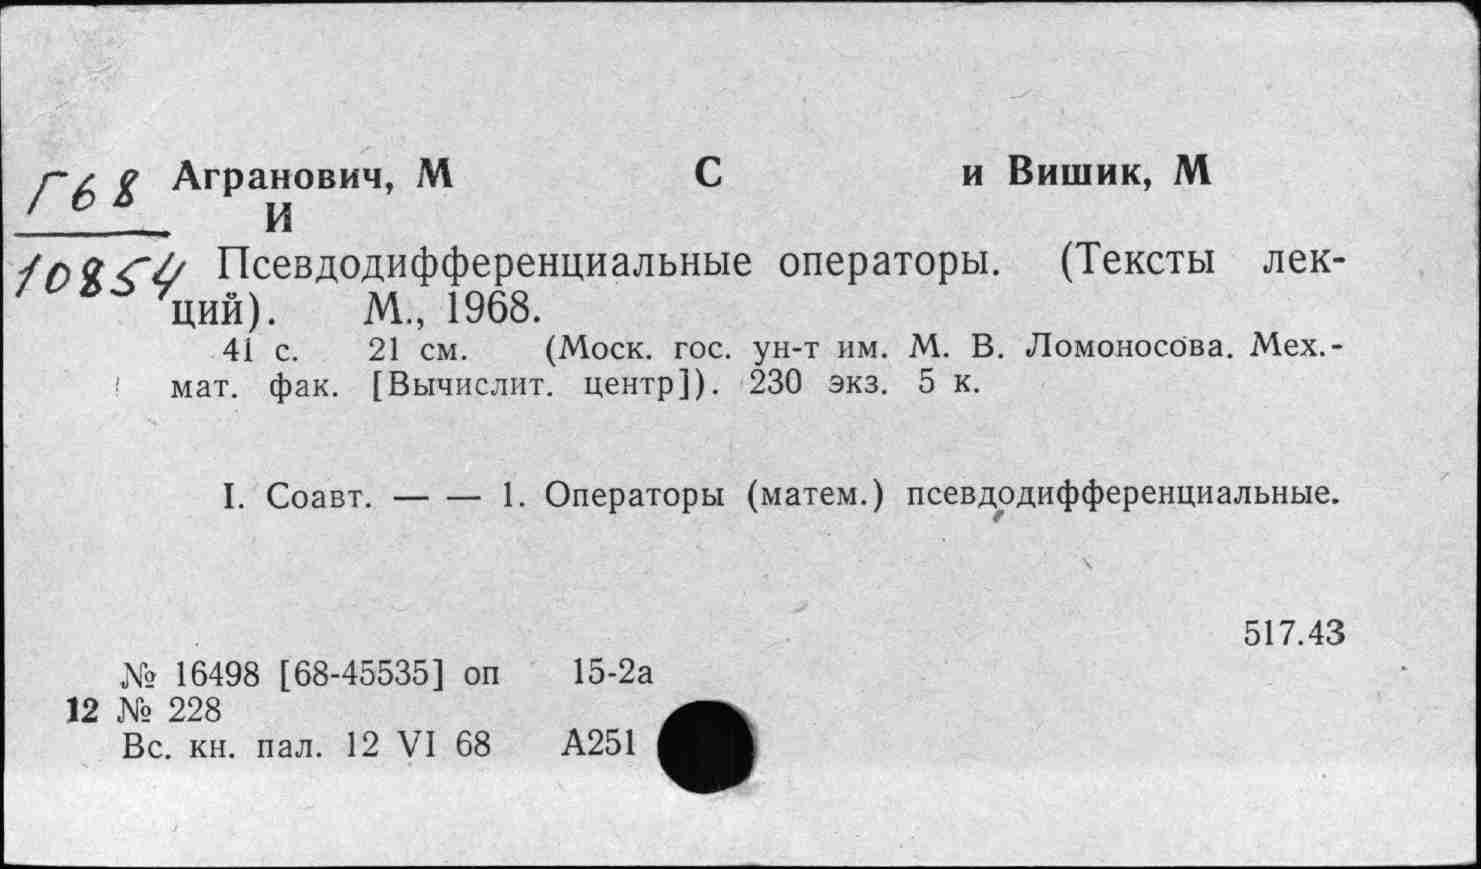 Г68
10854
Агранович, М С и Вишик, М
И
Псевдодифференциальные операторы. (Тексты лек-
ций). М., 1968.
41 с. 21 см. (Моск. гос. ун-т им. М. В. Ломоносова. Мех.-
мат. фак. [Вычислит. центр]). 230 экз. 5 к.
I. Соавт. — — 1. Операторы (матем.) псевдодифференциальные.
517.43
№ 16498 [68-45535] оп 15-2а
12 № 228
Вс. кн. пал. 12 VI 68 А251